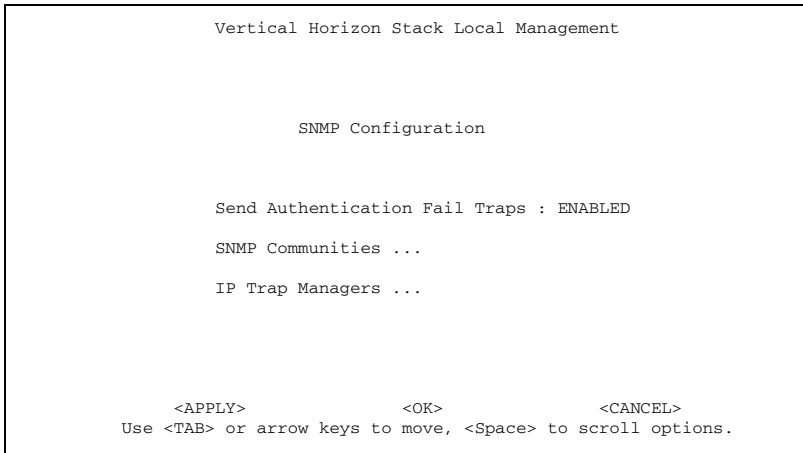 Vertical Horizon Stack Local Management
SNMP Configuration
Send Authentication Fail Traps : ENABLED
SNMP Communities ...
IP Trap Managers ...
<APPLY> <OK> <CANCEL>
Use <TAB> or arrow keys to move, <Space> to scroll options.